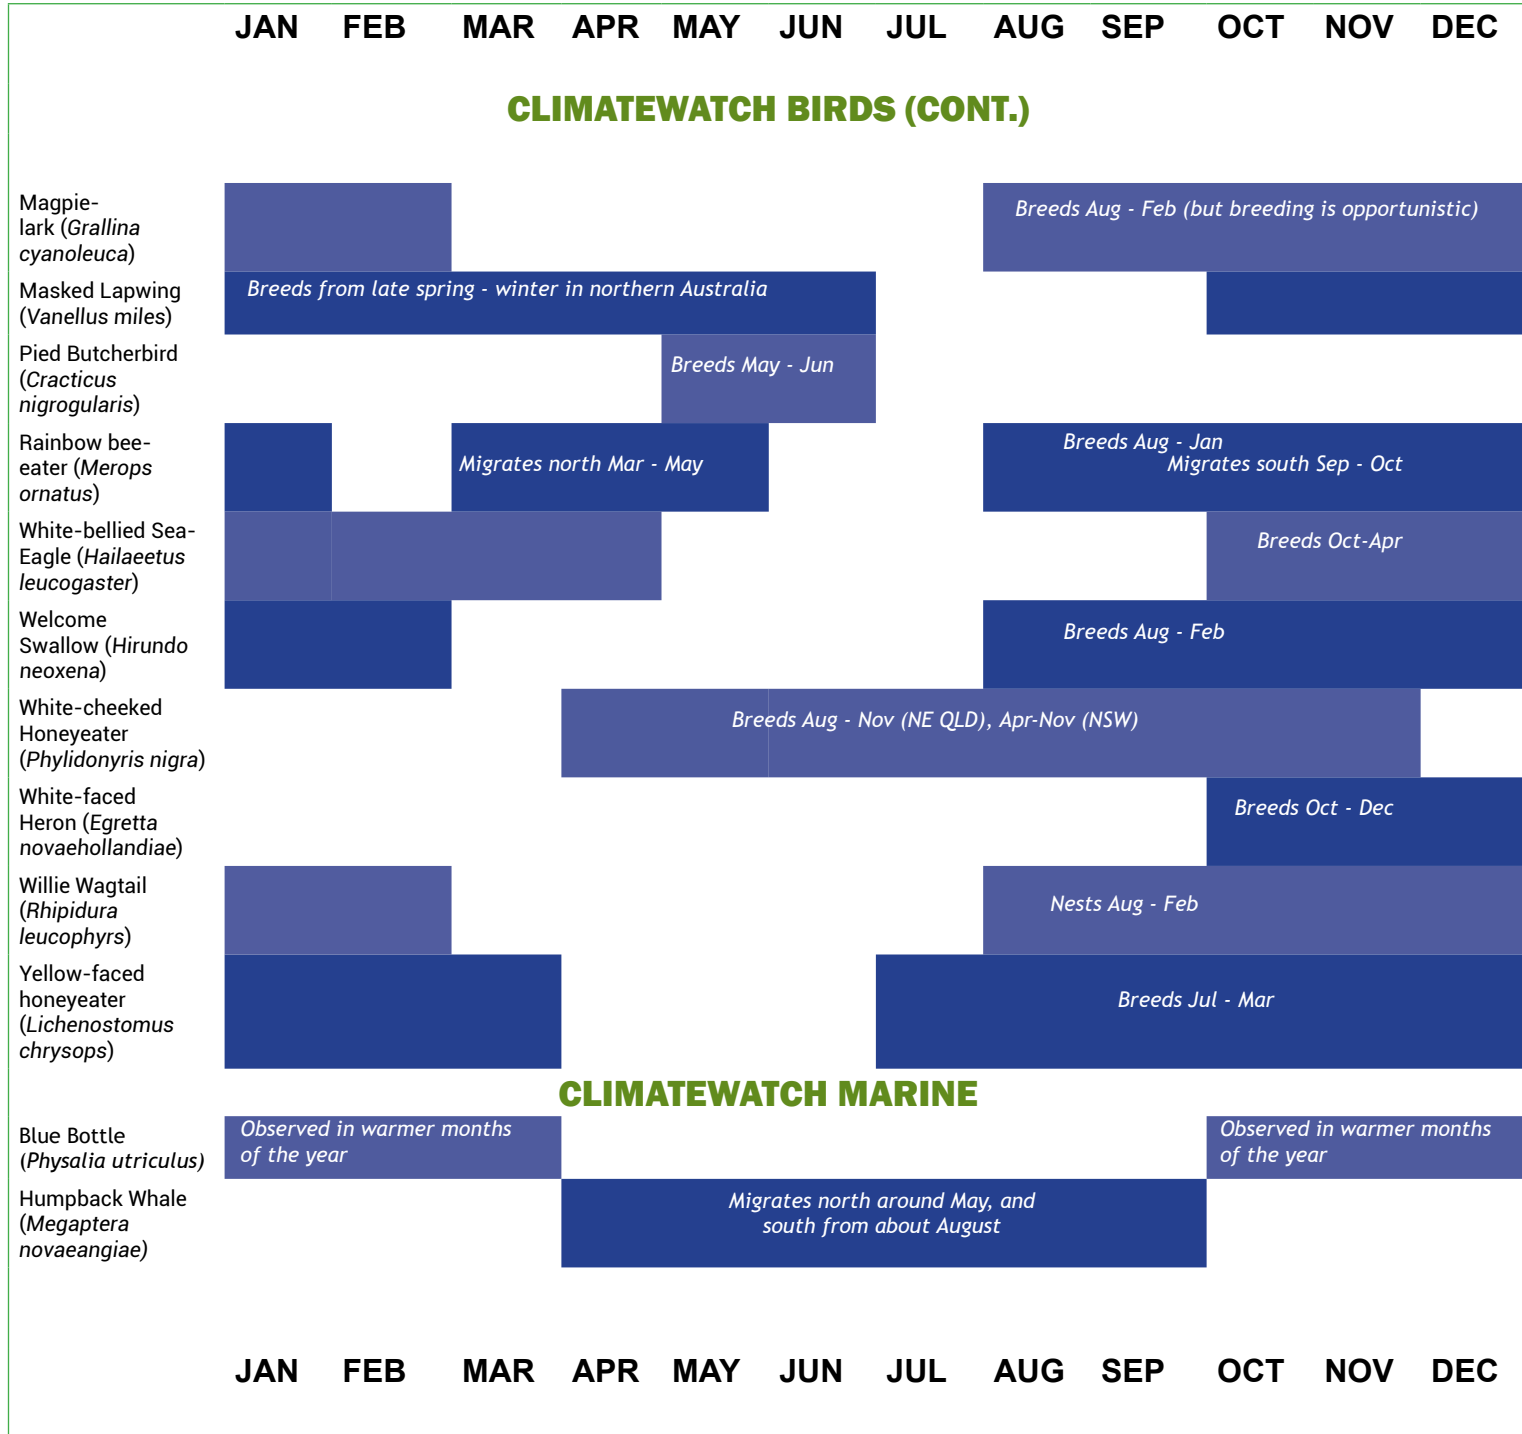 JAN FEB MAR APR MAY JUN JUL AUG SEP OCT NOV DEC
CLIMATEWATCH BIRDS (CONT.)
Magpie-
lark (Grallina
cyanoleuca)
Breeds Aug - Feb (but breeding is opportunistic)
Masked Lapwing
(Vanellus miles)
Breeds from late spring - winter in northern Australia
Pied Butcherbird
(Cracticus
nigrogularis)
Breeds May - Jun
Rainbow bee-
eater (Merops
ornatus)
Migrates north Mar - May
Breeds Aug - Jan
Migrates south Sep - Oct
White-bellied Sea-
Eagle (Hailaeetus
leucogaster)
Breeds Oct-Apr
Welcome
Swallow (Hirundo
neoxena)
Breeds Aug - Feb
White-cheeked
Honeyeater
(Phylidonyris nigra)
Breeds Aug - Nov (NE QLD), Apr-Nov (NSW)
White-faced
Heron (Egretta
novaehollandiae)
Breeds Oct - Dec
Willie Wagtail
(Rhipidura
leucophyrs)
Nests Aug - Feb
Yellow-faced
honeyeater
(Lichenostomus
chrysops)
Breeds Jul - Mar
CLIMATEWATCH MARINE
Blue Bottle
(Physalia utriculus)
Observed in warmer months
of the year
Observed in warmer months
of the year
Humpback Whale
(Megaptera
novaeangiae)
Migrates north around May, and
south from about August
JAN FEB MAR APR MAY JUN JUL AUG SEP OCT NOV DEC